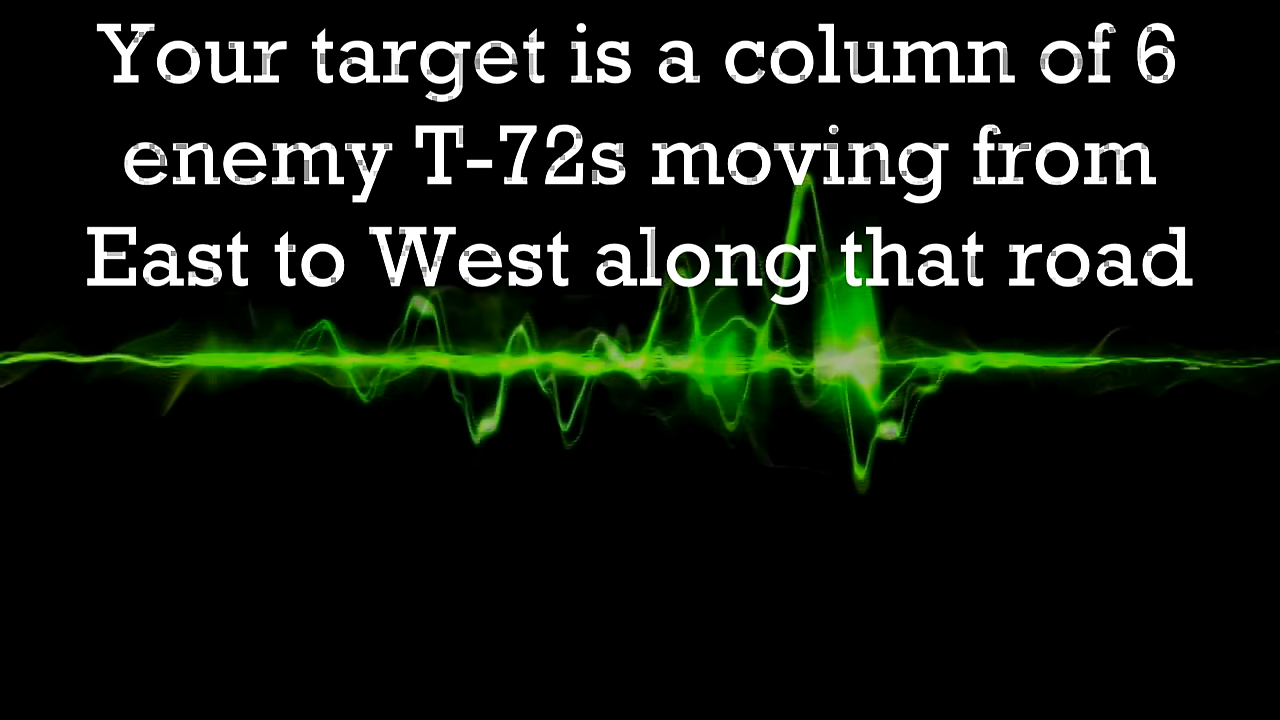 Your target is a column of 6
enemy T-72s moving from
East to West along that road